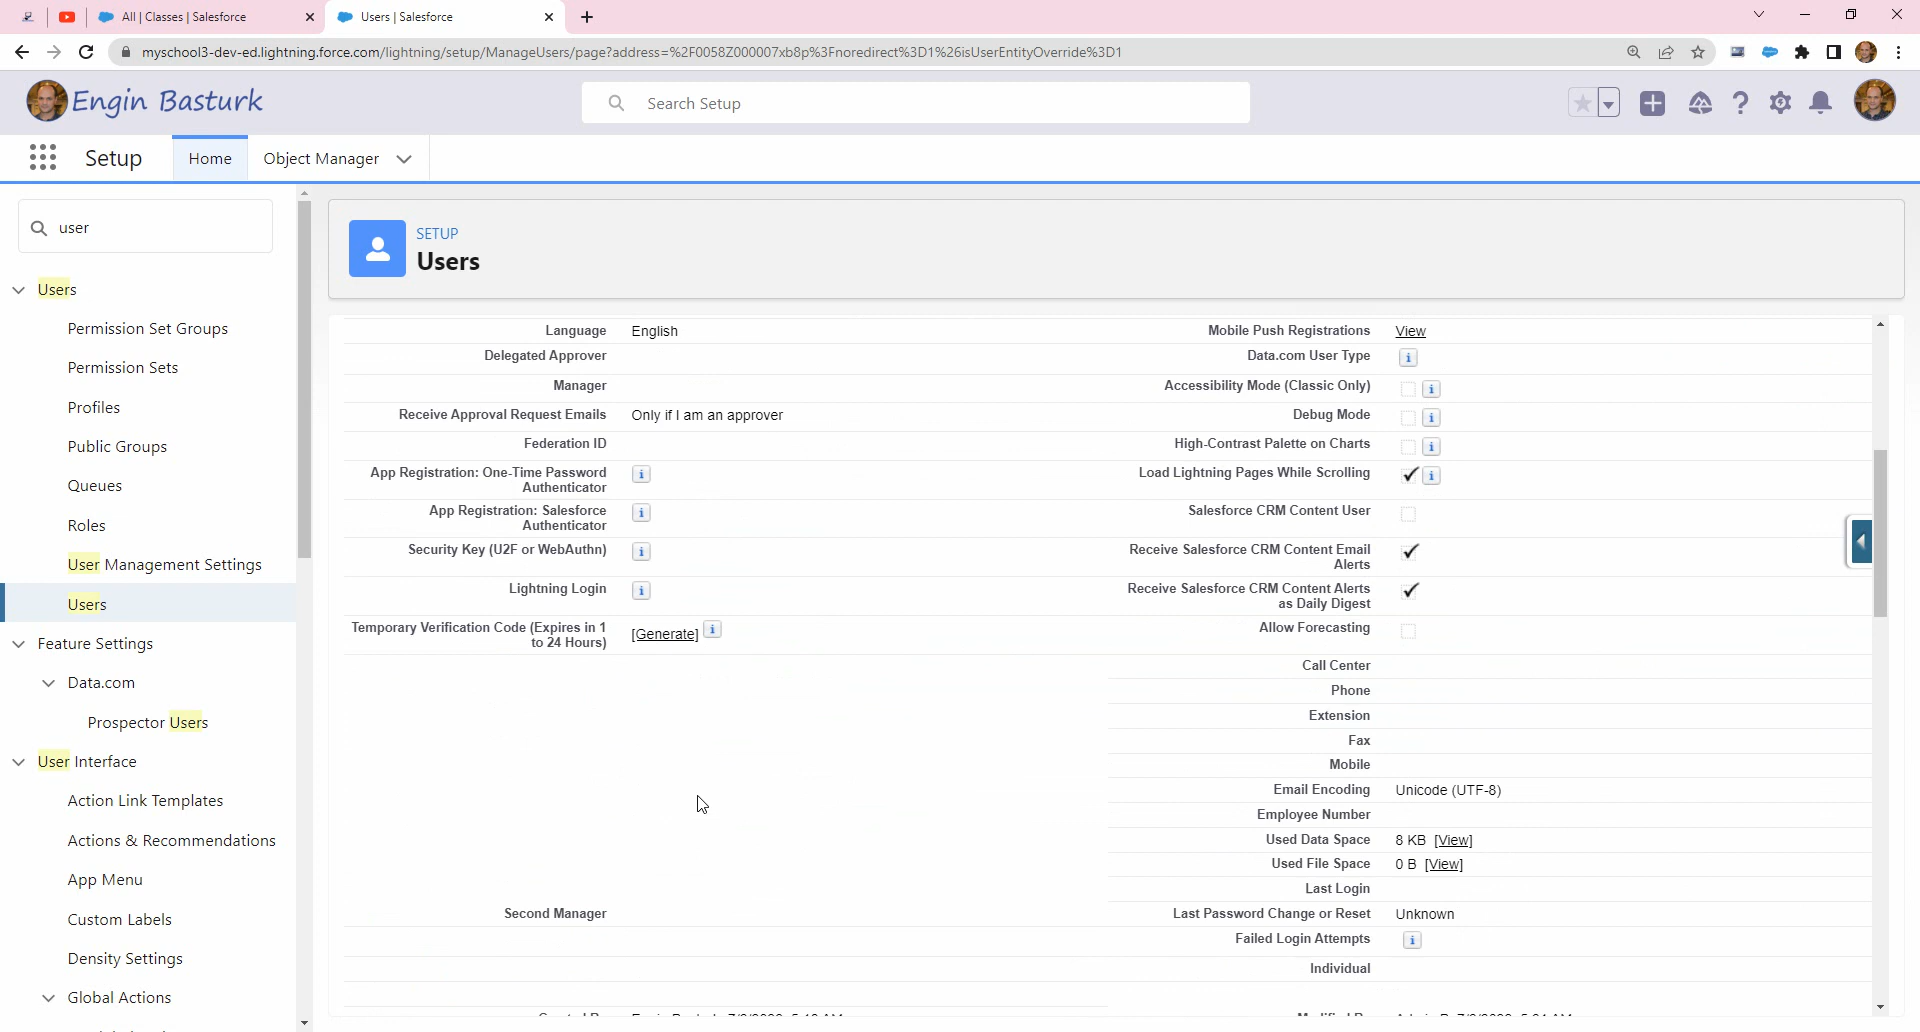 All | Classes | Salesforce
Users | Salesforce
myschool3-dev-ed.lightning.force.com/lightning/setup/ManageUsers/page?address=%2F0058Z000007xb8p%3Fnoredirect%3D1%26isUserEntityOverride%3D1
Engin Basturk
Search Setup
Setup
Home
Object Manager
user
Users
Permission Set Groups
Permission Sets
Profiles
Public Groups
Queues
Roles
User Management Settings
Users
Feature Settings
Data.com
Prospector Users
User Interface
Action Link Templates
Actions & Recommendations
App Menu
Custom Labels
Density Settings
Global Actions
SETUP
Users
Language English
Delegated Approver
Manager
Receive Approval Request Emails Only if I am an approver
Federation ID
App Registration: One-Time Password
Authenticator
App Registration: Salesforce
Authenticator
Security Key (U2F or WebAuthn)
Lightning Login
Temporary Verification Code (Expires in 1
to 24 Hours) [Generate]
Second Manager
Mobile Push Registrations View
Data.com User Type
Accessibility Mode (Classic Only)
Debug Mode
High-Contrast Palette on Charts
Load Lightning Pages While Scrolling
Salesforce CRM Content User
Receive Salesforce CRM Content Email
Alerts
Receive Salesforce CRM Content Alerts
as Daily Digest
Allow Forecasting
Call Center
Phone
Extension
Fax
Mobile
Email Encoding Unicode (UTF-8)
Employee Number
Used Data Space 8 KB [View]
Used File Space 0 B [View]
Last Login
Last Password Change or Reset Unknown
Failed Login Attempts
Individual